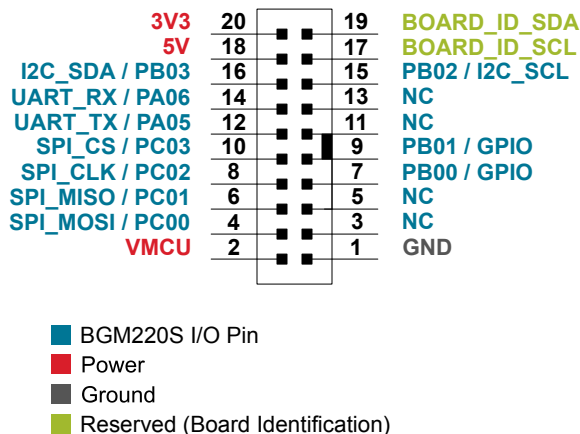 3V3 20 19 BOARD_ID_SDA
5V 18 17 BOARD_ID_SCL
I2C_SDA / PB03 16 15 PB02 / I2C_SCL
UART_RX / PA06 14 13 NC
UART_TX / PA05 12 11 NC
SPI_CS / PC03 10 9 PB01 / GPIO
SPI_CLK / PC02 8 7 PB00 / GPIO
SPI_MISO / PC01 6 5 NC
SPI_MOSI / PC00 4 3 NC
VMCU 2 1 GND
BGM220S I/O Pin
Power
Ground
Reserved (Board Identification)